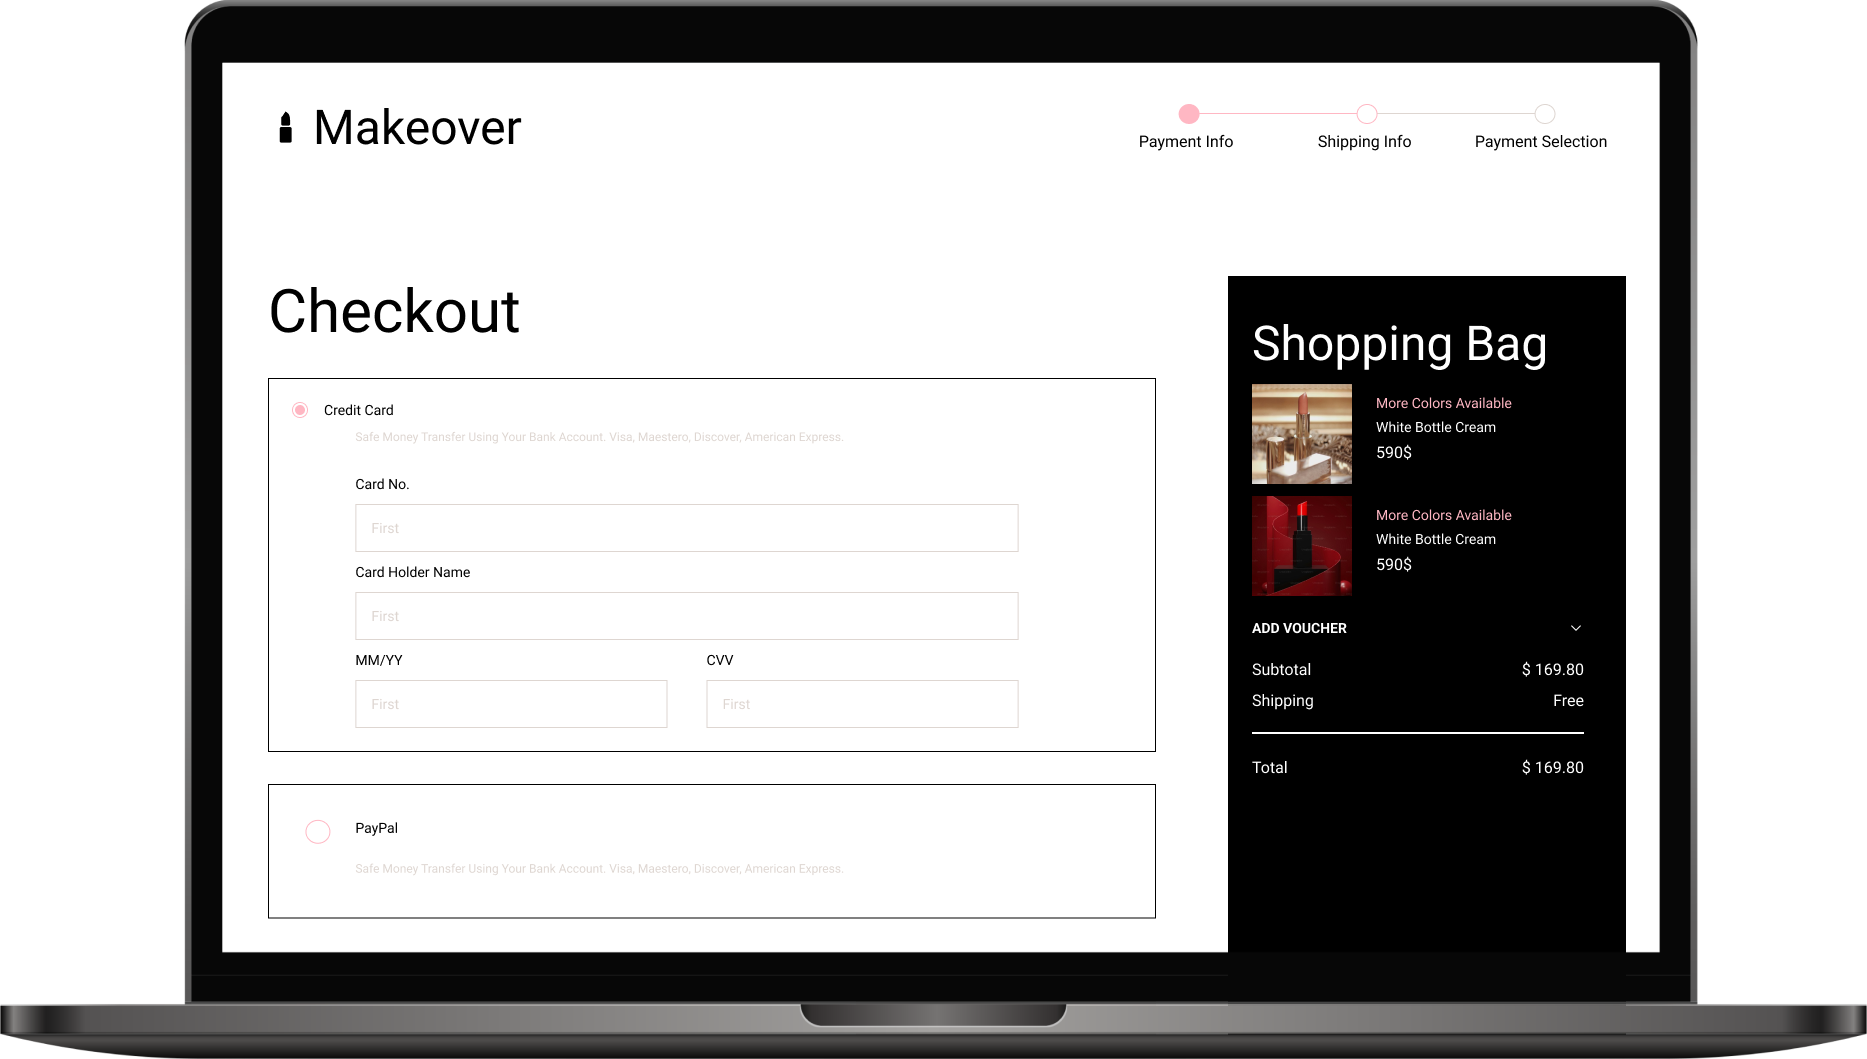 Makeover
Payment Info
Shipping Info
Payment Selection
Checkout
Credit Card
Safe Money Transfer Using Your Bank Account. Visa, Maestero, Discover, American Express.
Card No.
First
Card Holder Name
First
MM/YY
CVV
First
First
PayPal
Safe Money Transfer Using Your Bank Account. Visa, Maestero, Discover, American Express.
Shopping Bag
More Colors Available
White Bottle Cream
590$
More Colors Available
White Bottle Cream
590$
ADD VOUCHER
Subtotal $ 169.80
Shipping Free
Total $ 169.80